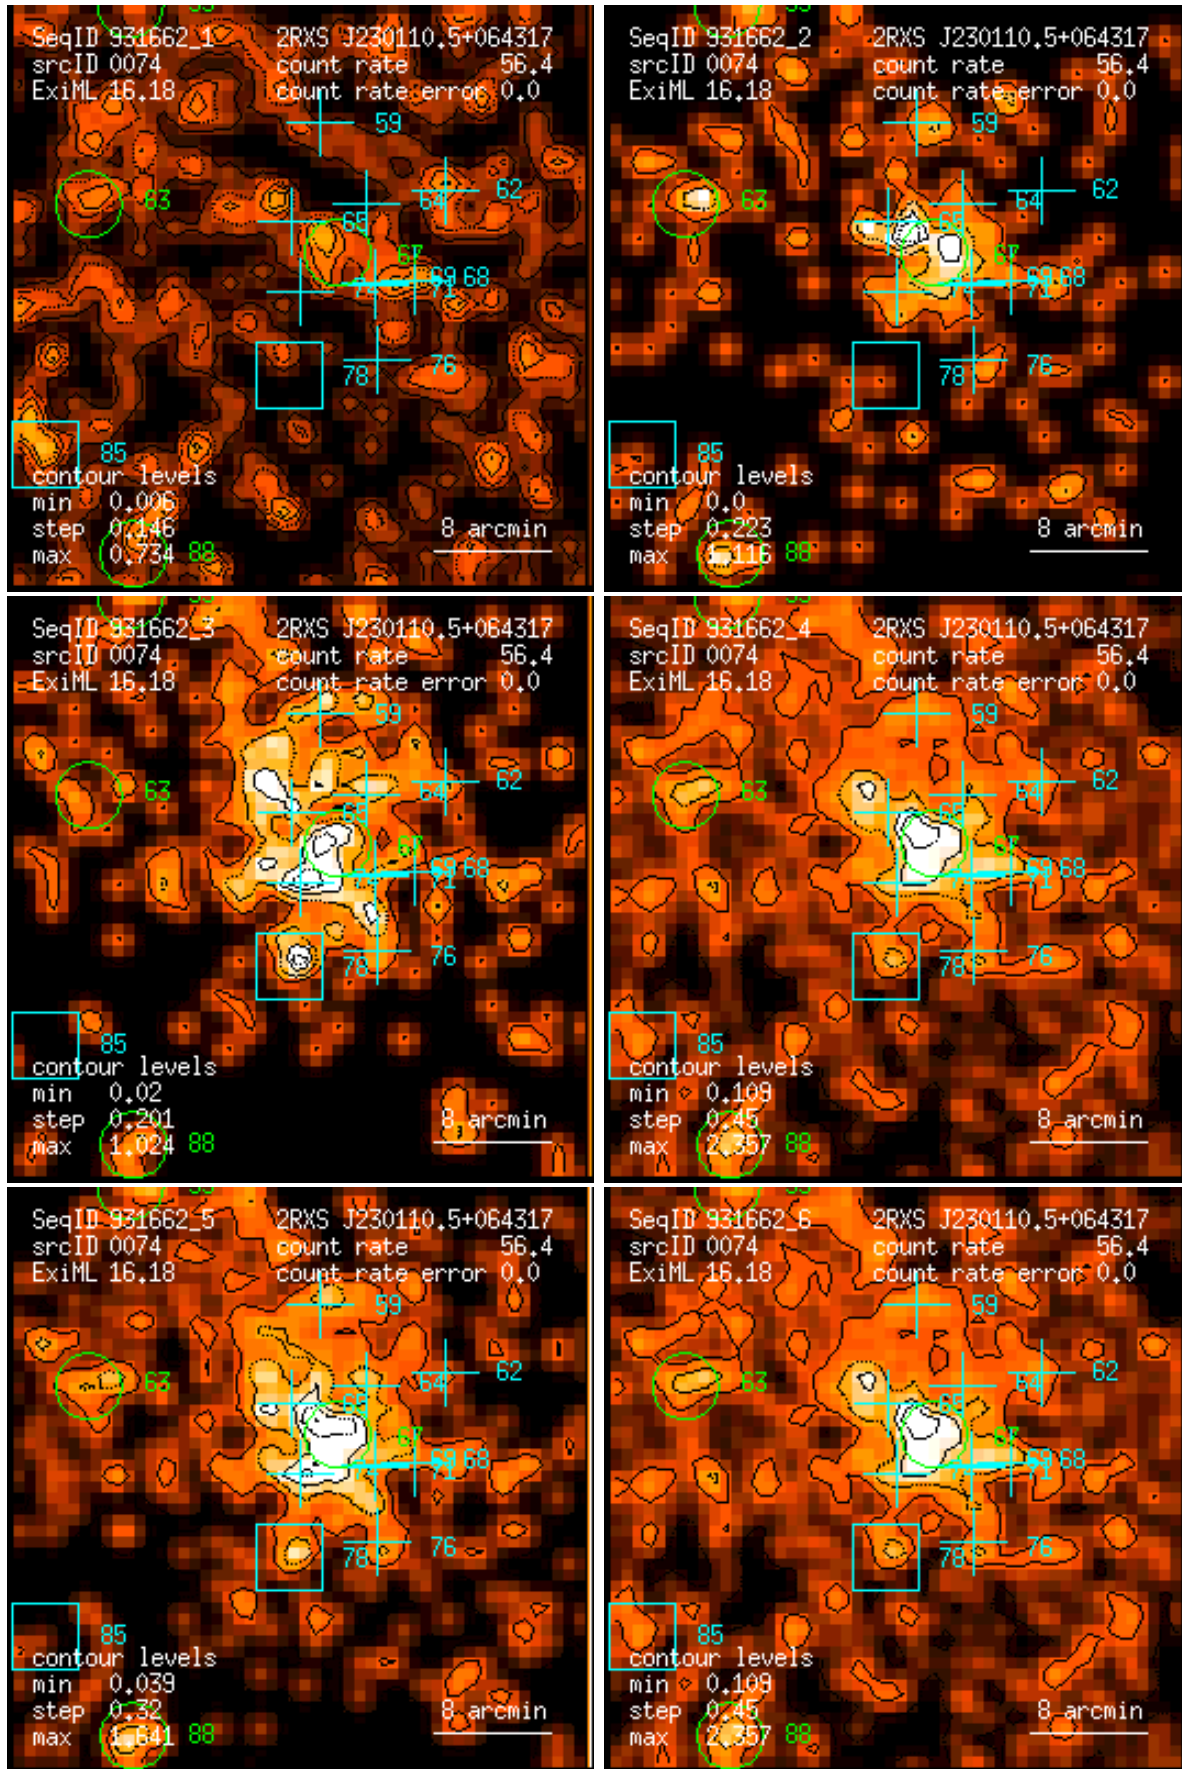 SeqID 931662_1 2RXS J230110.5+064317
srcID 0074 count rate 56.4
ExiML 16.18 count rate error 0.0
59
63
62
64
65
67
69 68
74 71
76
78
85
contour levels
min 0.006
step 0.146
max 0.734
8 arcmin
88
SeqID 931662_2 2RXS J230110.5+064317
srcID 0074 count rate 56.4
ExiML 16.18 count rate error 0.0
59
63
62
64
65
67
69 68
71
76
78
85
contour levels
min 0.0
step 0.223
max 1.116
8 arcmin
88
SeqID 931662_3 2RXS J230110.5+064317
srcID 0074 count rate 56.4
ExiML 16.18 count rate error 0.0
59
63
62
64
65
67
69 68
71
76
78
85
contour levels
min 0.02
step 0.201
max 1.024
8 arcmin
88
SeqID 931662_4 2RXS J230110.5+064317
srcID 0074 count rate 56.4
ExiML 16.18 count rate error 0.0
59
63
62
64
65
67
69 68
71
76
78
85
contour levels
min 0.109
step 0.45
max 2.357
8 arcmin
88
SeqID 931662_5 2RXS J230110.5+064317
srcID 0074 count rate 56.4
ExiML 16.18 count rate error 0.0
59
63
62
64
65
67
69 68
71
76
78
85
contour levels
min 0.039
step 0.32
max 1.641
8 arcmin
88
SeqID 931662_6 2RXS J230110.5+064317
srcID 0074 count rate 56.4
ExiML 16.18 count rate error 0.0
59
63
62
64
65
67
69 68
71
76
78
85
contour levels
min 0.109
step 0.45
max 2.357
8 arcmin
88